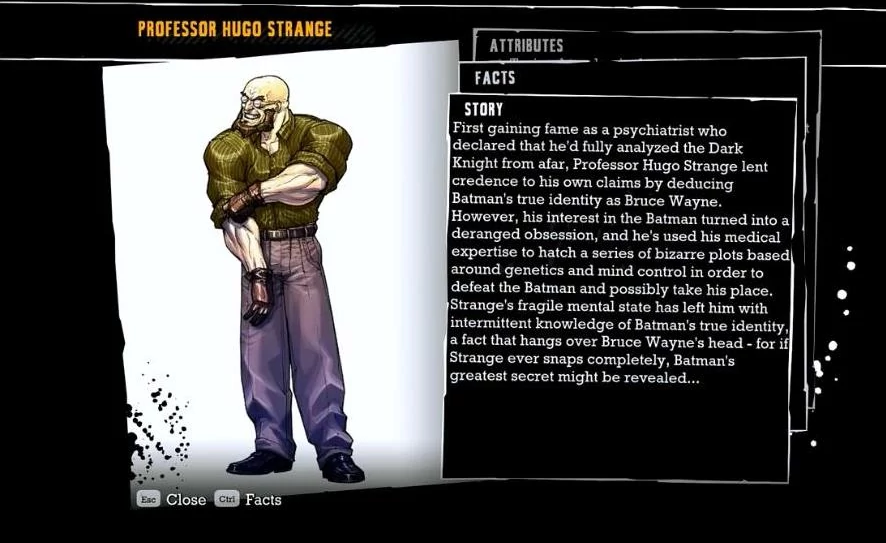 PROFESSOR HUGO STRANGE
ATTRIBUTES
FACTS
STORY
First gaining fame as a psychiatrist who
declared that he'd fully analyzed the Dark
Knight from afar, Professor Hugo Strange lent
credence to his own claims by deducing
Batman's true identity as Bruce Wayne.
However, his interest in the Batman turned into a
deranged obsession, and he's used his medical
expertise to hatch a series of bizarre plots based
around genetics and mind control in order to
defeat the Batman and possibly take his place.
Strange's fragile mental state has left him with
intermittent knowledge of Batman's true identity,
a fact that hangs over Bruce Wayne's head - for if
Strange ever snaps completely, Batman's
greatest secret might be revealed...
Esc Close Ctrl Facts